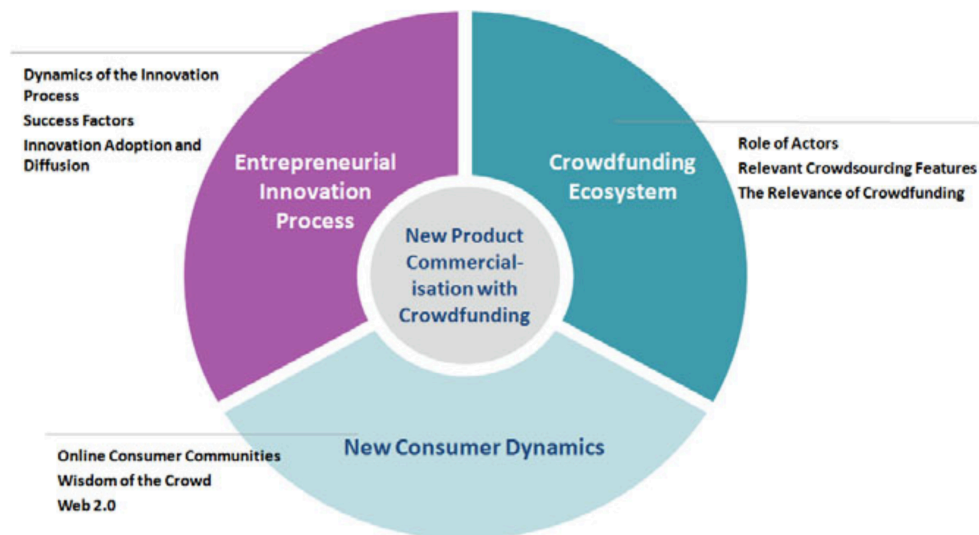 Dynamics of the Innovation
Process
Success Factors
Innovation Adoption and
Diffusion
Entrepreneurial
Innovation
Process
Crowdfunding
Ecosystem
Role of Actors
Relevant Crowdsourcing Features
The Relevance of Crowdfunding
New Product
Commercial-
isation with
Crowdfunding
New Consumer Dynamics
Online Consumer Communities
Wisdom of the Crowd
Web 2.0